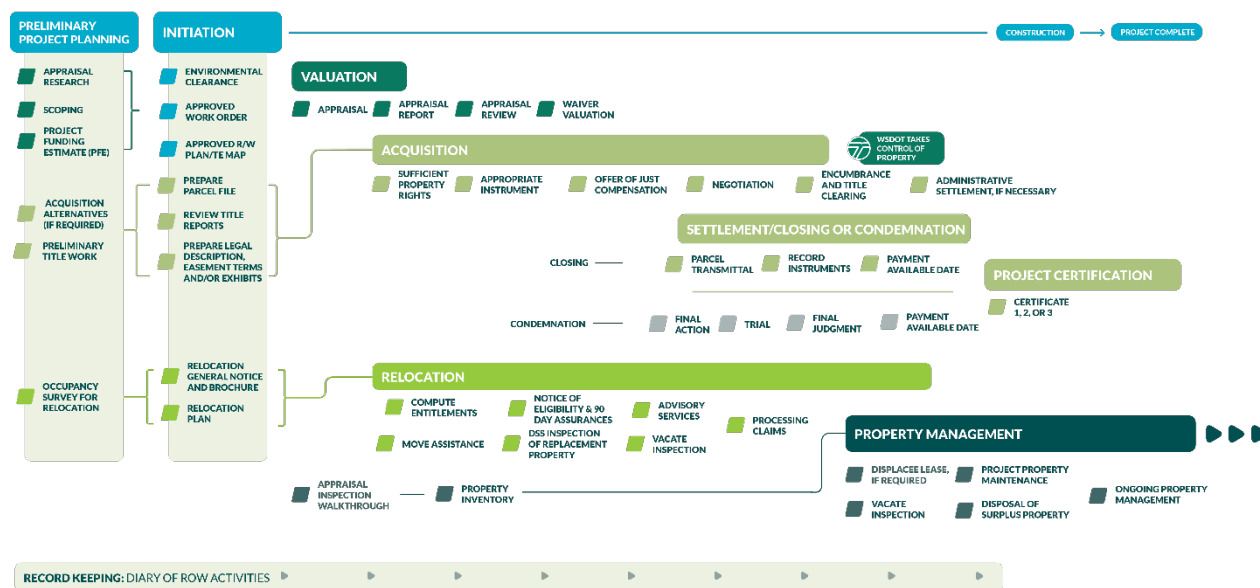 PRELIMINARY
PROJECT PLANNING
INITIATION
CONSTRUCTION
PROJECT COMPLETE
APPRAISAL
RESEARCH
SCOPING
PROJECT
FUNDING
ESTIMATE (PFE)
ACQUISITION
ALTERNATIVES
(IF REQUIRED)
PRELIMINARY
TITLE WORK
OCCUPANCY
SURVEY FOR
RELOCATION
ENVIRONMENTAL
CLEARANCE
APPROVED
WORK ORDER
APPROVED R/W
PLAN/TE MAP
PREPARE
PARCEL FILE
REVIEW TITLE
REPORTS
PREPARE LEGAL
DESCRIPTION,
EASEMENT TERMS
AND/OR EXHIBITS
RELOCATION
GENERAL NOTICE
AND BROCHURE
RELOCATION
PLAN
VALUATION
APPRAISAL
APPRAISAL
REPORT
APPRAISAL
REVIEW
WAIVER
VALUATION
ACQUISITION
WSDOT TAKES
CONTROL OF
PROPERTY
SUFFICIENT
PROPERTY
RIGHTS
APPROPRIATE
INSTRUMENT
OFFER OF JUST
COMPENSATION
NEGOTIATION
ENCUMBRANCE
AND TITLE
CLEARING
ADMINISTRATIVE
SETTLEMENT, IF NECESSARY
SETTLEMENT/CLOSING OR CONDEMNATION
CLOSING
PARCEL
TRANSMITTAL
RECORD
INSTRUMENTS
PAYMENT
AVAILABLE DATE
CONDEMNATION
FINAL
ACTION
TRIAL
FINAL
JUDGMENT
PAYMENT
AVAILABLE DATE
PROJECT CERTIFICATION
CERTIFICATE
1, 2, OR 3
RELOCATION
COMPUTE
ENTITLEMENTS
NOTICE OF
ELIGIBILITY & 90
DAY ASSURANCES
ADVISORY
SERVICES
PROCESSING
CLAIMS
MOVE ASSISTANCE
DSS INSPECTION
OF REPLACEMENT
PROPERTY
VACATE
INSPECTION
APPRAISAL
INSPECTION
WALKTHROUGH
PROPERTY
INVENTORY
PROPERTY MANAGEMENT
DISPLACEE LEASE,
IF REQUIRED
PROJECT PROPERTY
MAINTENANCE
ONGOING PROPERTY
MANAGEMENT
VACATE
INSPECTION
DISPOSAL OF
SURPLUS PROPERTY
RECORD KEEPING: DIARY OF ROW ACTIVITIES